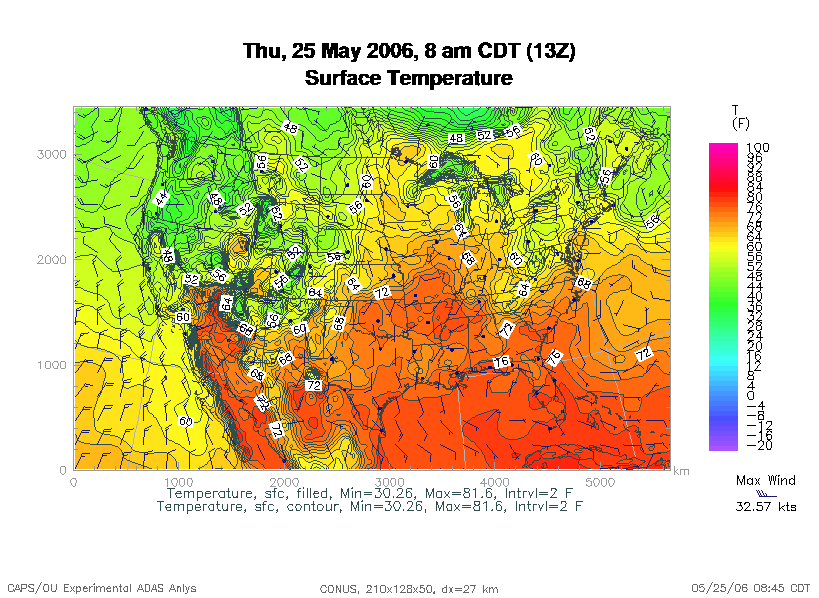 Thu, 25 May 2006, 8 am CDT (13Z)
Surface Temperature
T
(F)
100
96
92
88
84
80
76
72
68
64
60
56
52
48
44
40
36
32
28
24
20
16
12
8
4
0
-4
-8
-12
-16
-20
3000
2000
1000
0
0 1000 2000 3000 4000 5000 km
Max Wind
32.57 kts
Temperature, sfc, filled, Min=30.26, Max=81.6, Intrvl=2 F
Temperature, sfc, contour, Min=30.26, Max=81.6, Intrvl=2 F
CAPS/OU Experimental ADAS Anlys
CONUS, 210x128x50, dx=27 km
05/25/06 08:45 CDT